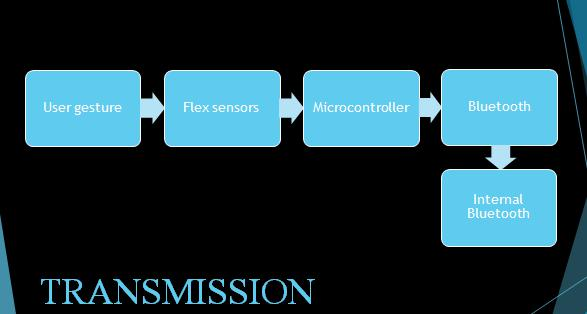 User gesture
Flex sensors
Microcontroller
Bluetooth
Internal
Bluetooth
TRANSMISSION